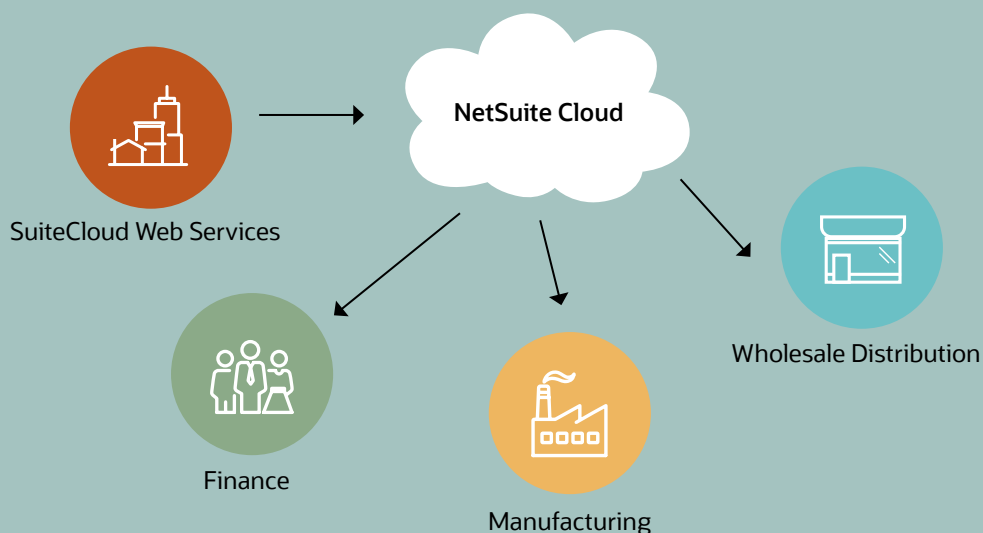 NetSuite Cloud
SuiteCloud Web Services
Wholesale Distribution
Finance
Manufacturing